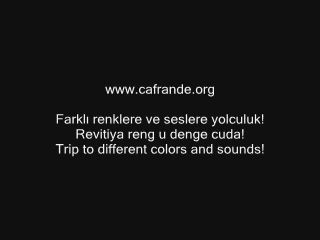 www.cafrande.org
Farklı renklere ve seslere yolculuk!
Revitiya reng u denge cuda!
Trip to different colors and sounds!